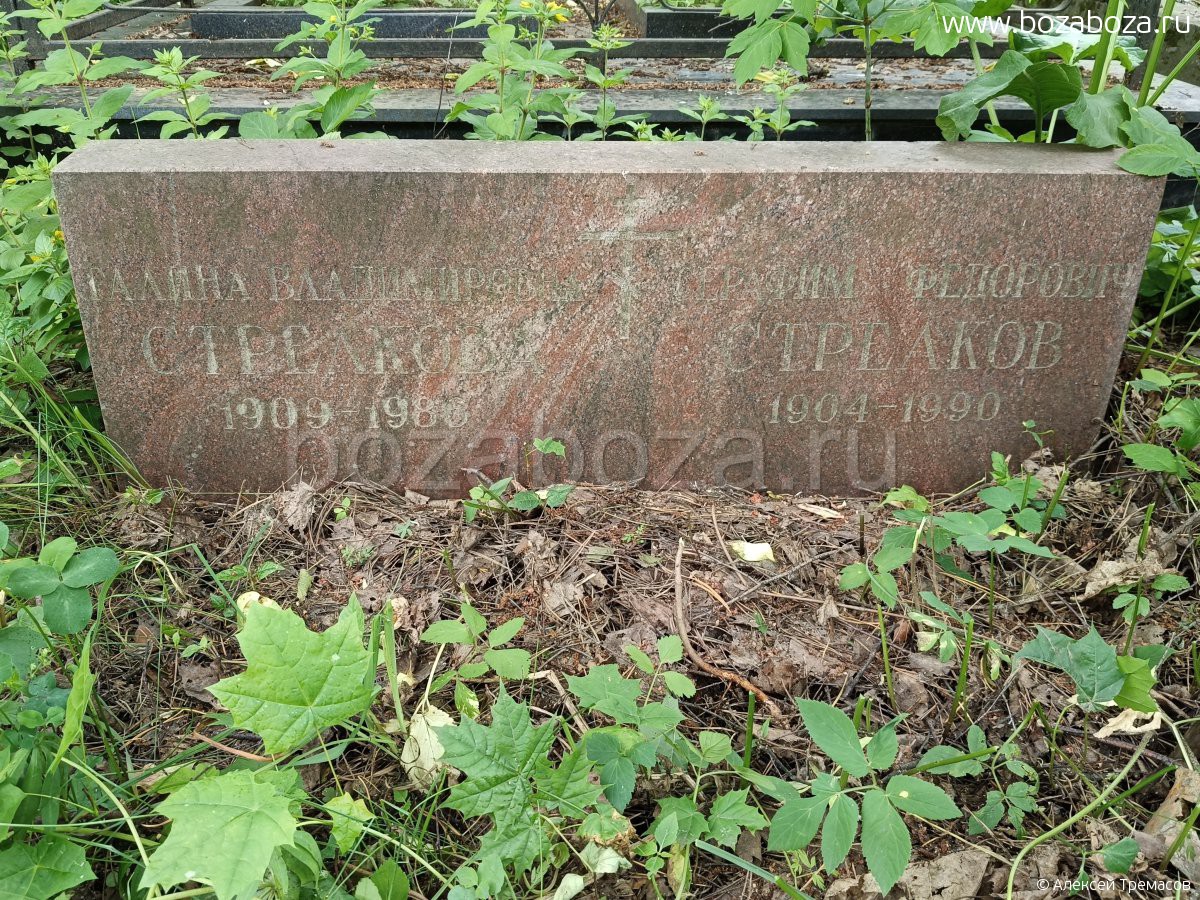 www.bozaboza.ru
ГАЛИНА ВЛАДИМИРОВНА
СТРЕЛКОВА
1909-1986
СЕРАФИМ ФЕДОРОВИЧ
СТРЕЛКОВ
1904-1990
bozaboza.ru
© Алексей Тремасов